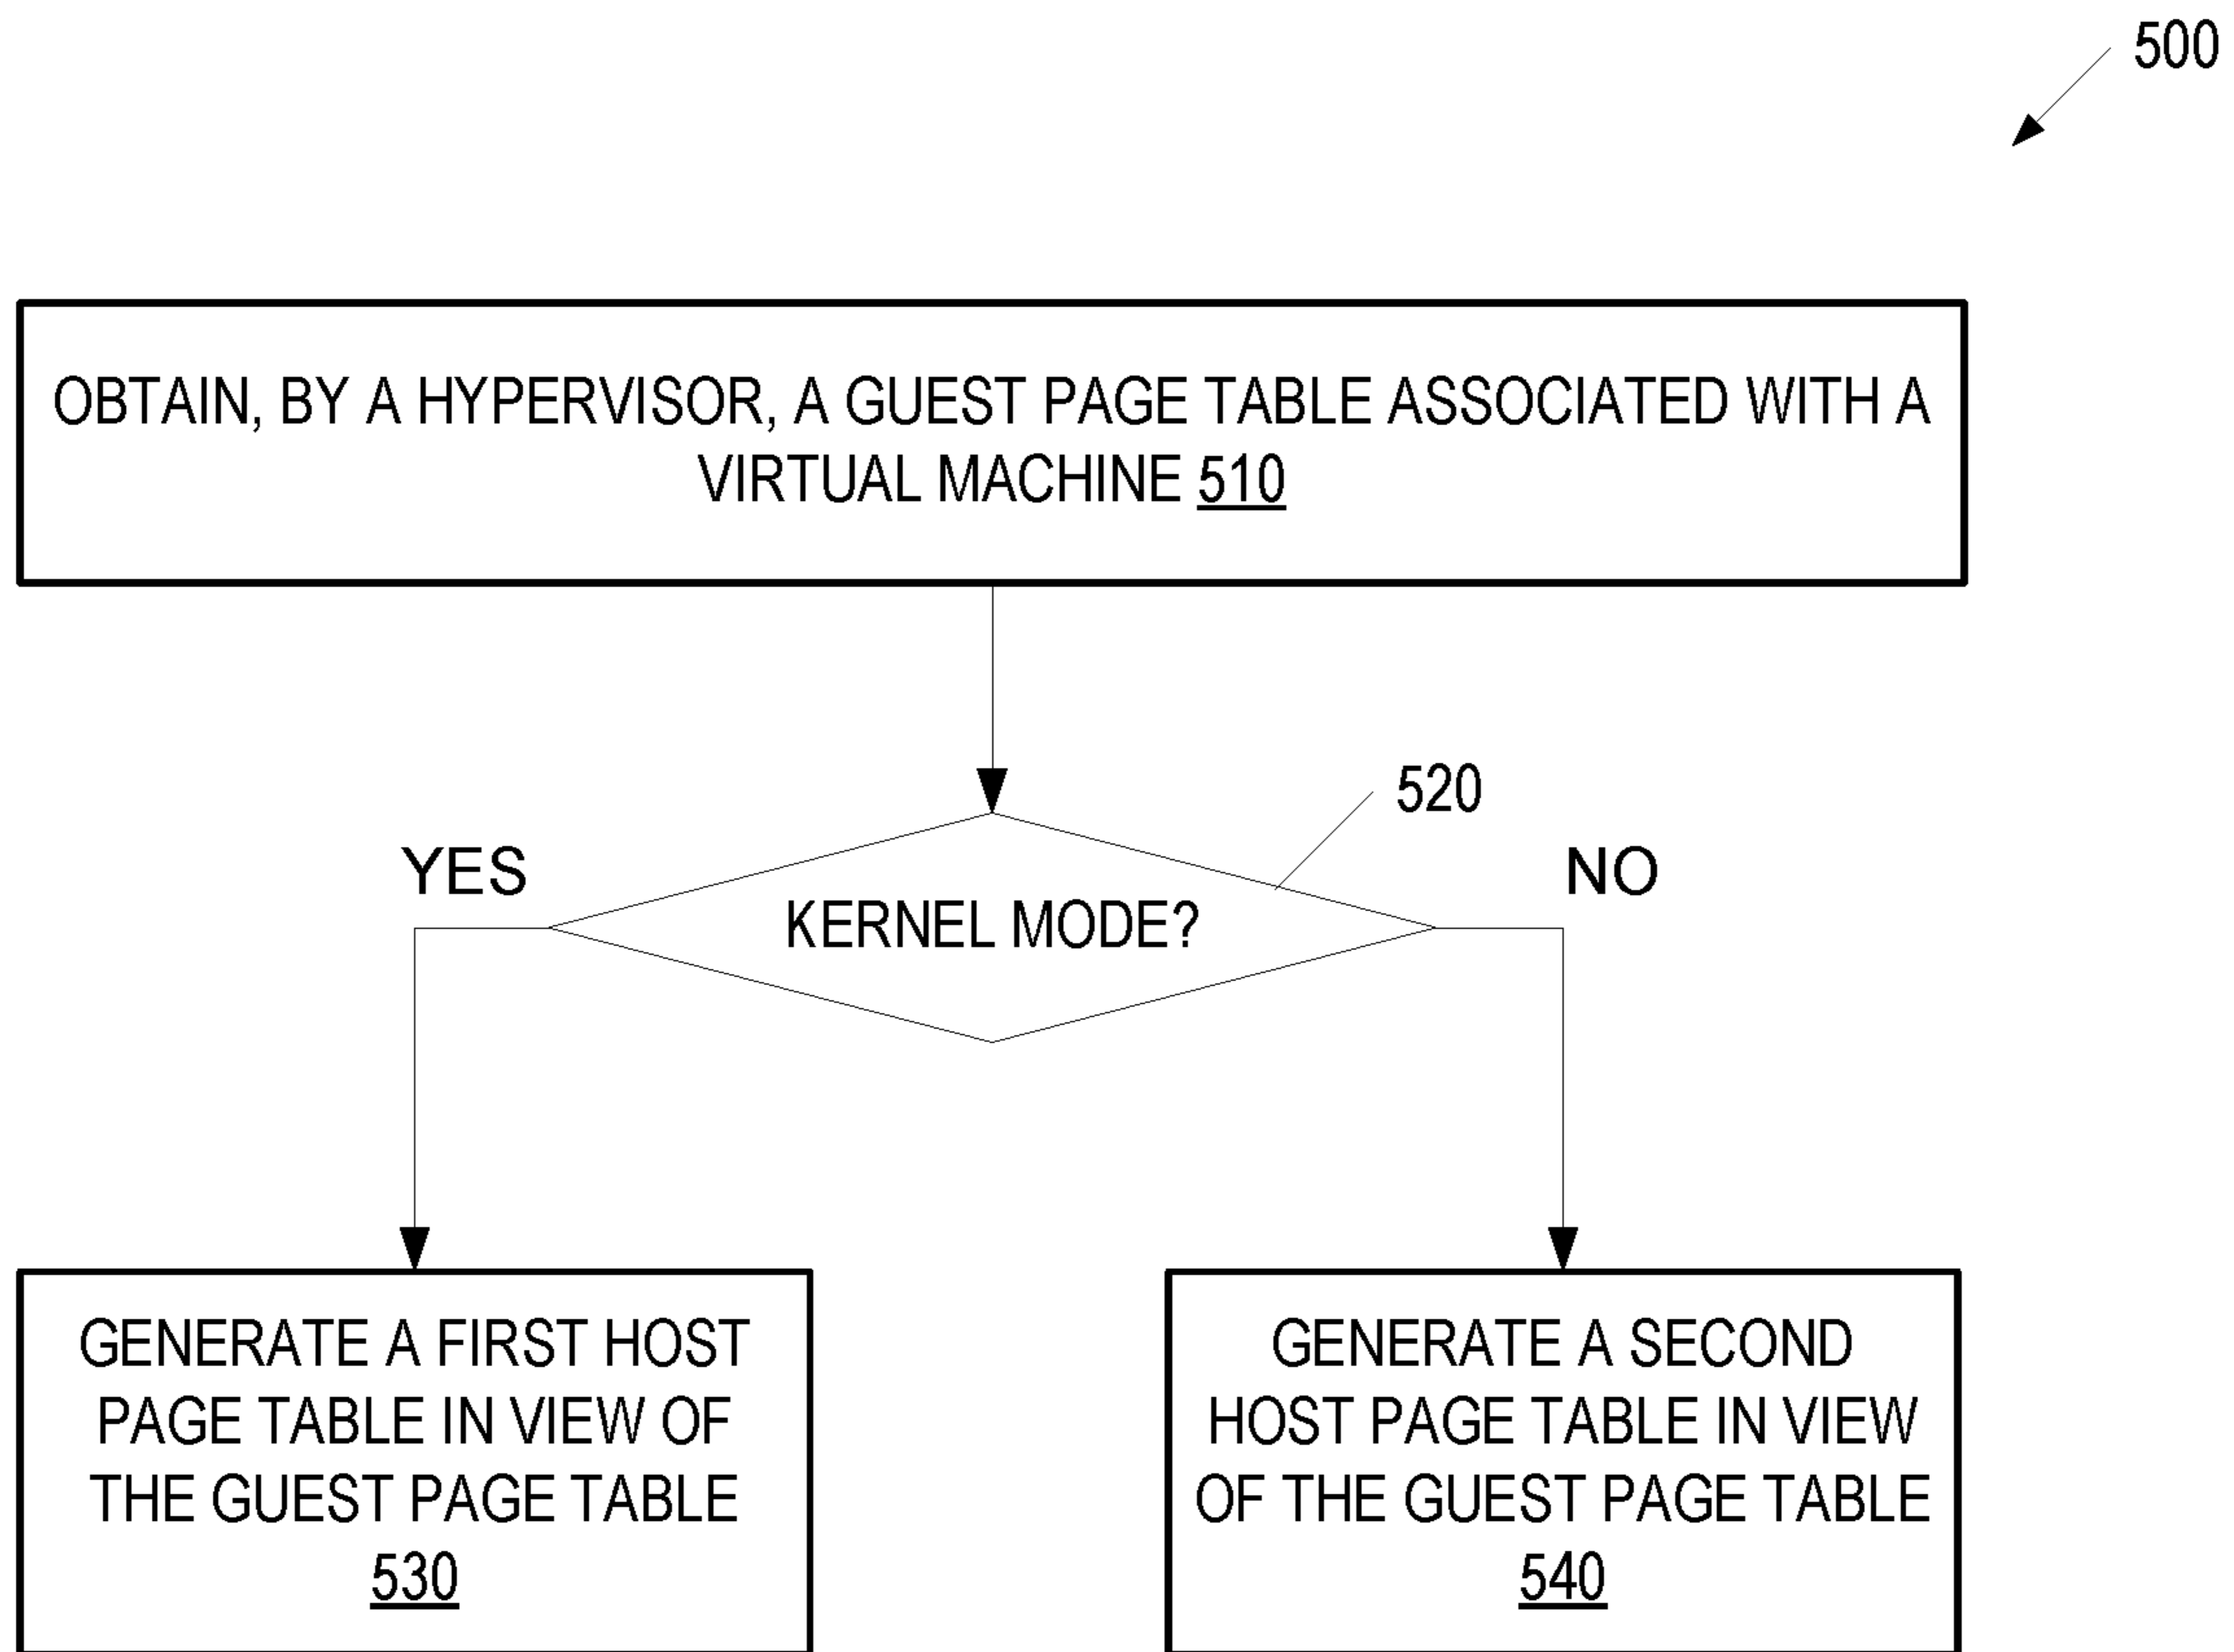 500
OBTAIN, BY A HYPERVISOR, A GUEST PAGE TABLE ASSOCIATED WITH A
VIRTUAL MACHINE 510
520
YES
NO
KERNEL MODE?
GENERATE A FIRST HOST
PAGE TABLE IN VIEW OF
THE GUEST PAGE TABLE
530
GENERATE A SECOND
HOST PAGE TABLE IN VIEW
OF THE GUEST PAGE TABLE
540